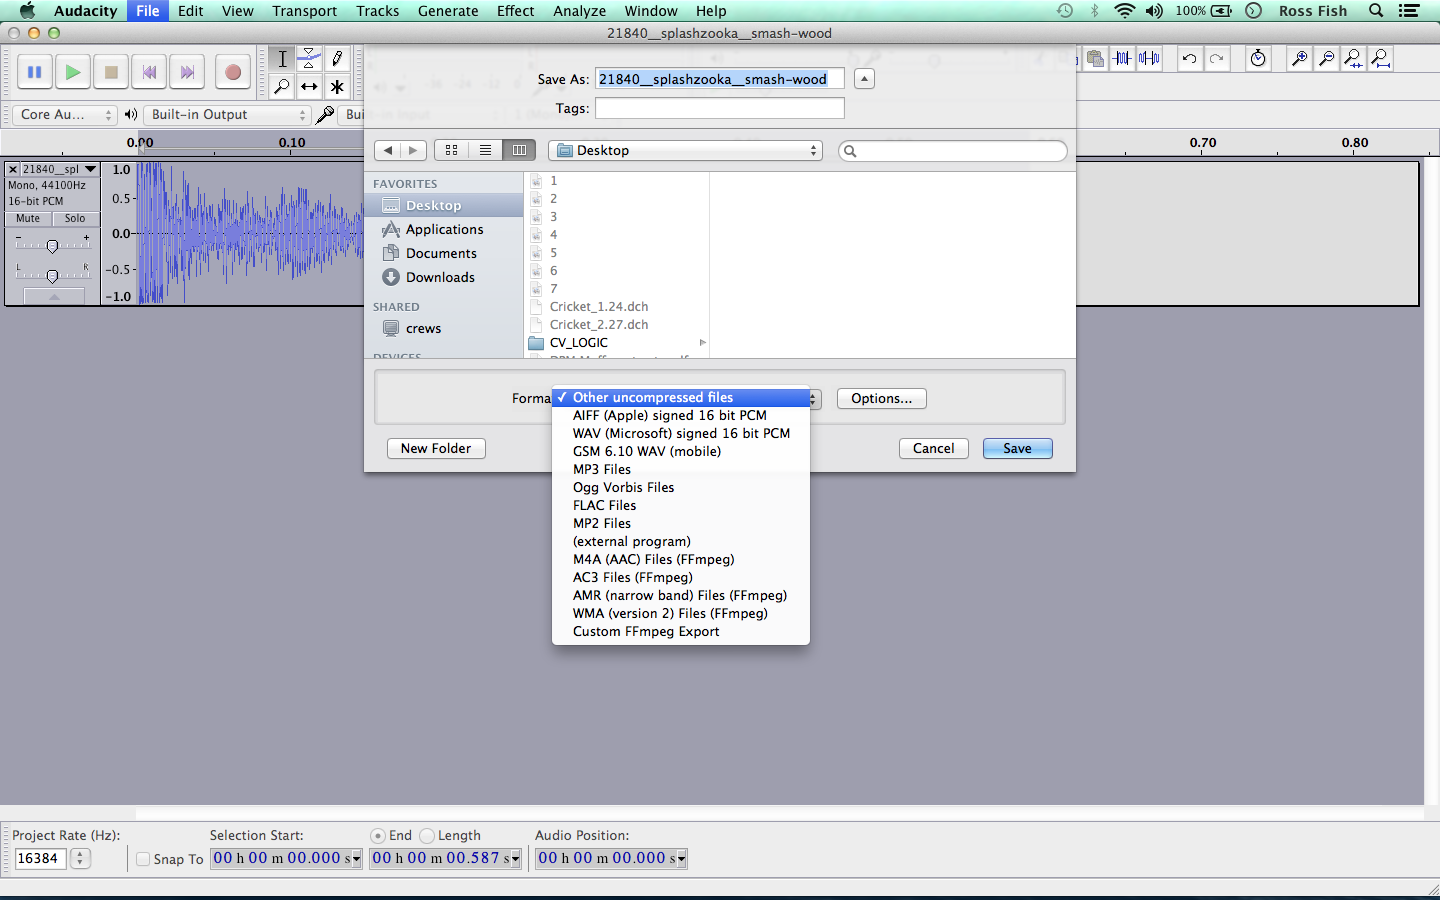 Audacity File Edit View Transport Tracks Generate Effect Analyze Window Help 100% Ross Fish
21840__splashzooka__smash-wood
Save As: 21840__splashzooka__smash-wood
Tags:
Core Au... Built-in Output Bu
0.00 0.10 0.70 0.80
Desktop
21840__spl
Mono, 44100Hz
16-bit PCM
Mute Solo
- +
L R
1.0
0.5-
0.0-
-0.5-
-1.0
FAVORITES
Desktop
Applications
Documents
Downloads
SHARED
crews
DEVICES
1
2
3
4
5
6
7
Cricket_1.24.dch
Cricket_2.27.dch
CV_LOGIC
Forma
✓ Other uncompressed files
Options...
AIFF (Apple) signed 16 bit PCM
WAV (Microsoft) signed 16 bit PCM
GSM 6.10 WAV (mobile)
MP3 Files
Ogg Vorbis Files
FLAC Files
MP2 Files
(external program)
M4A (AAC) Files (FFmpeg)
AC3 Files (FFmpeg)
AMR (narrow band) Files (FFmpeg)
WMA (version 2) Files (FFmpeg)
Custom FFmpeg Export
New Folder Cancel Save
Project Rate (Hz): Selection Start: End Length Audio Position:
16384 Snap To 00 h 00 m 00.000 s 00 h 00 m 00.587 s 00 h 00 m 00.000 s